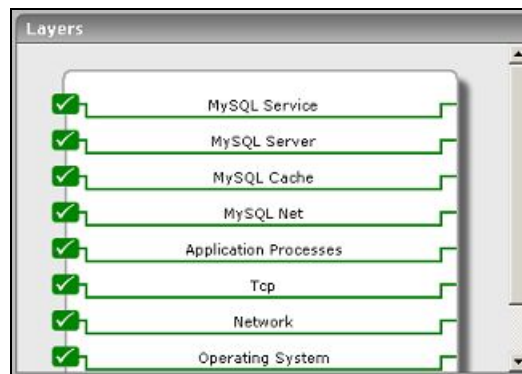 Layers
MySQL Service
MySQL Server
MySQL Cache
MySQL Net
Application Processes
Tcp
Network
Operating System